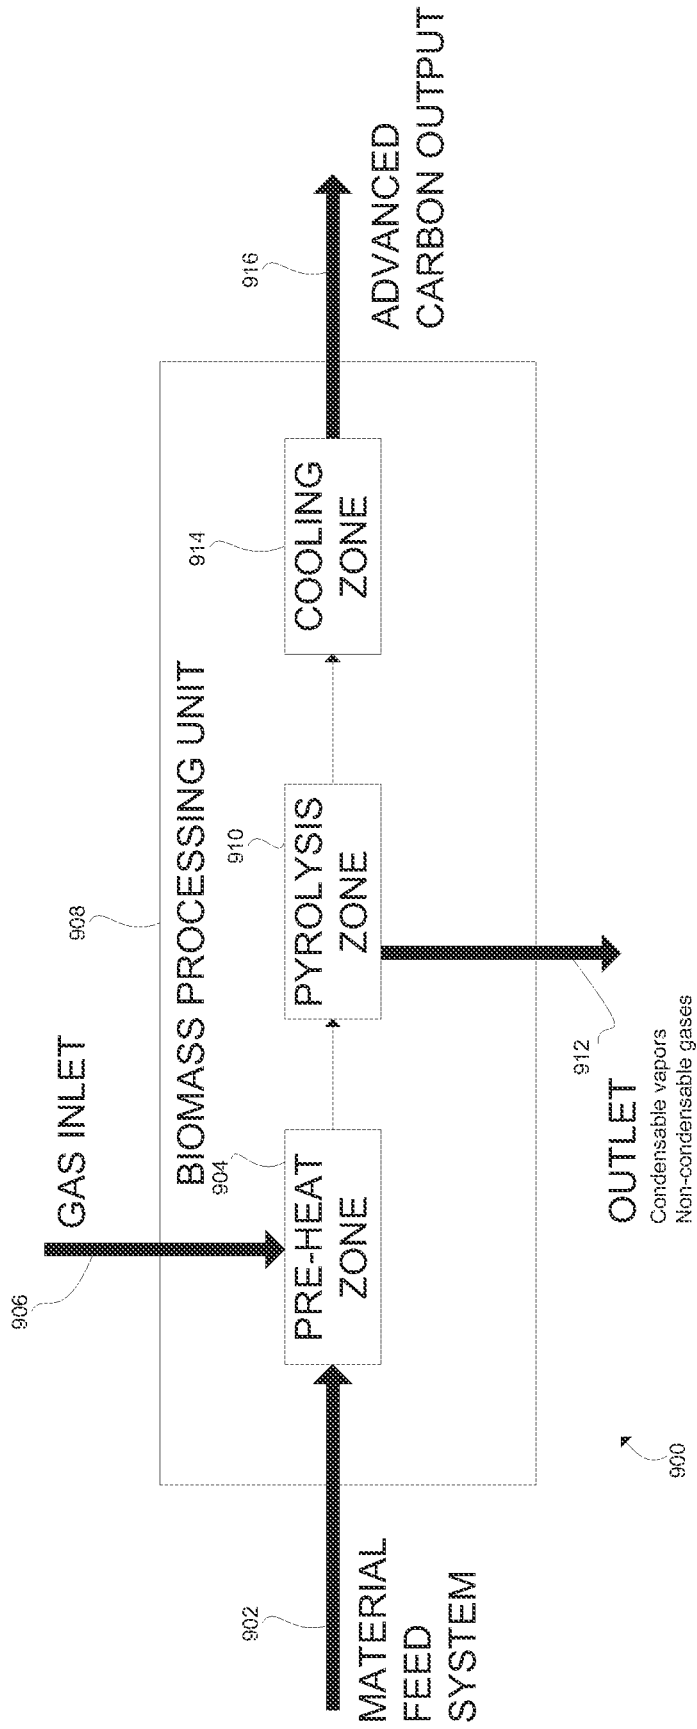 GAS INLET
906
908
BIOMASS PROCESSING UNIT
902
MATERIAL
FEED
SYSTEM
904
PRE-HEAT
ZONE
910
PYROLYSIS
ZONE
914
COOLING
ZONE
916
ADVANCED
CARBON OUTPUT
912
OUTLET
Condensable vapors
Non-condensable gases
900